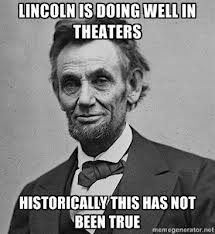 LINCOLN IS DOING WELL IN
THEATERS
HISTORICALLY THIS HAS NOT
BEEN TRUE
memegenerator.net